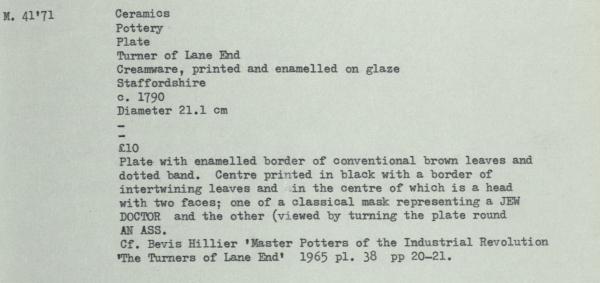 M. 41'71
Ceramics
Pottery
Plate
Turner of Lane End
Creamware, printed and enamelled on glaze
Staffordshire
c. 1790
Diameter 21.1 cm
-
-
£10
Plate with enamelled border of conventional brown leaves and
dotted band. Centre printed in black with a border of
intertwining leaves and in the centre of which is a head
with two faces; one of a classical mask representing a JEW
DOCTOR and the other (viewed by turning the plate round
AN ASS.
Cf. Bevis Hillier 'Master Potters of the Industrial Revolution
'The Turners of Lane End' 1965 pl. 38 pp 20-21.